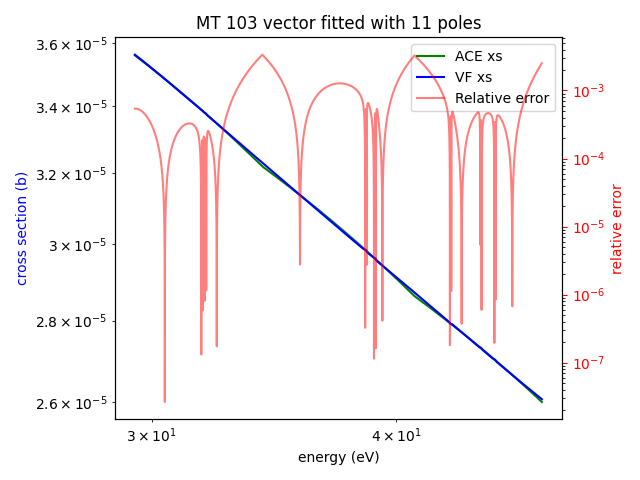 MT 103 vector fitted with 11 poles
ACE xs
VF xs
Relative error
3.6 × 10⁻⁵
3.4 × 10⁻⁵
3.2 × 10⁻⁵
3 × 10⁻⁵
2.8 × 10⁻⁵
2.6 × 10⁻⁵
cross section (b)
10⁻³
10⁻⁴
10⁻⁵
10⁻⁶
10⁻⁷
relative error
3 × 10¹
4 × 10¹
energy (eV)